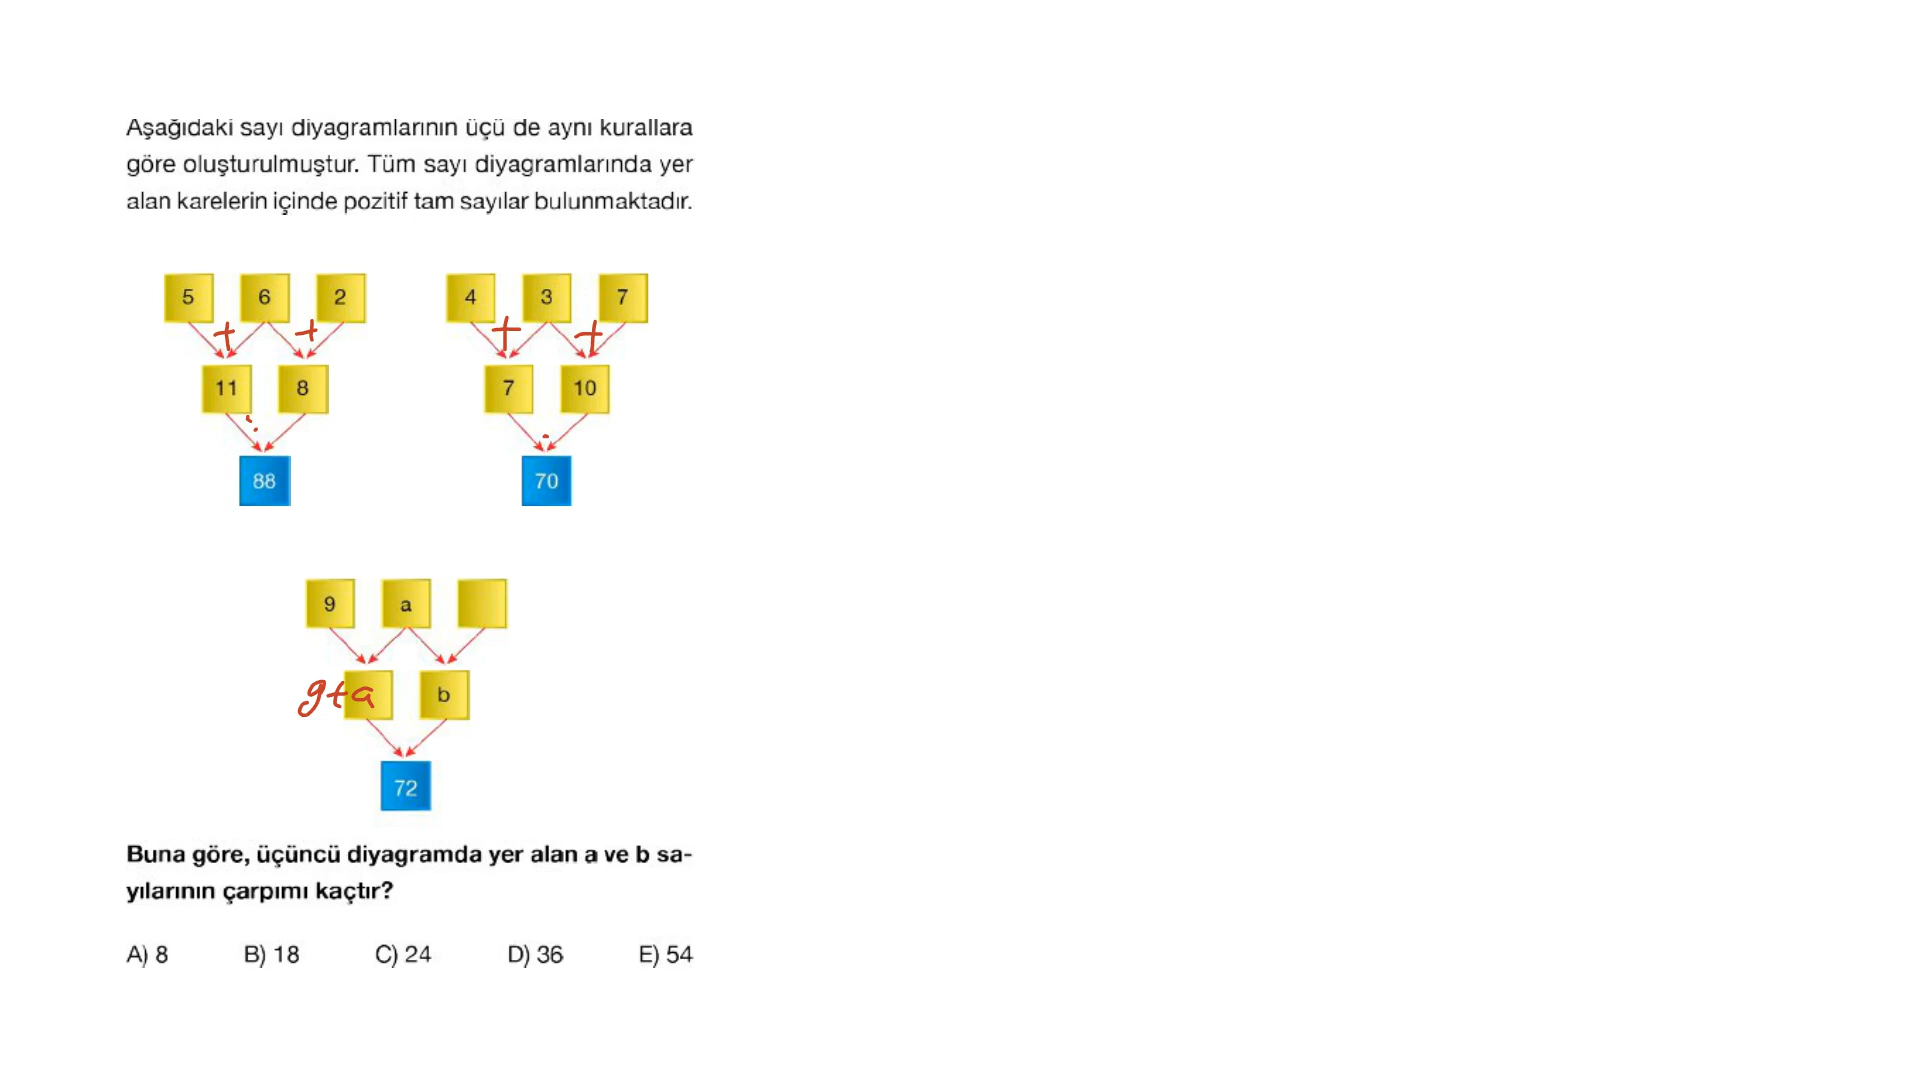 Aşağıdaki sayı diyagramlarının üçü de aynı kurallara
göre oluşturulmuştur. Tüm sayı diyagramlarında yer
alan karelerin içinde pozitif tam sayılar bulunmaktadır.
5 6 2
+ +
11 8
88
4 3 7
+ +
7 10
70
9 a
9+a b
72
Buna göre, üçüncü diyagramda yer alan a ve b sa-
yılarının çarpımı kaçtır?
A) 8 B) 18 C) 24 D) 36 E) 54